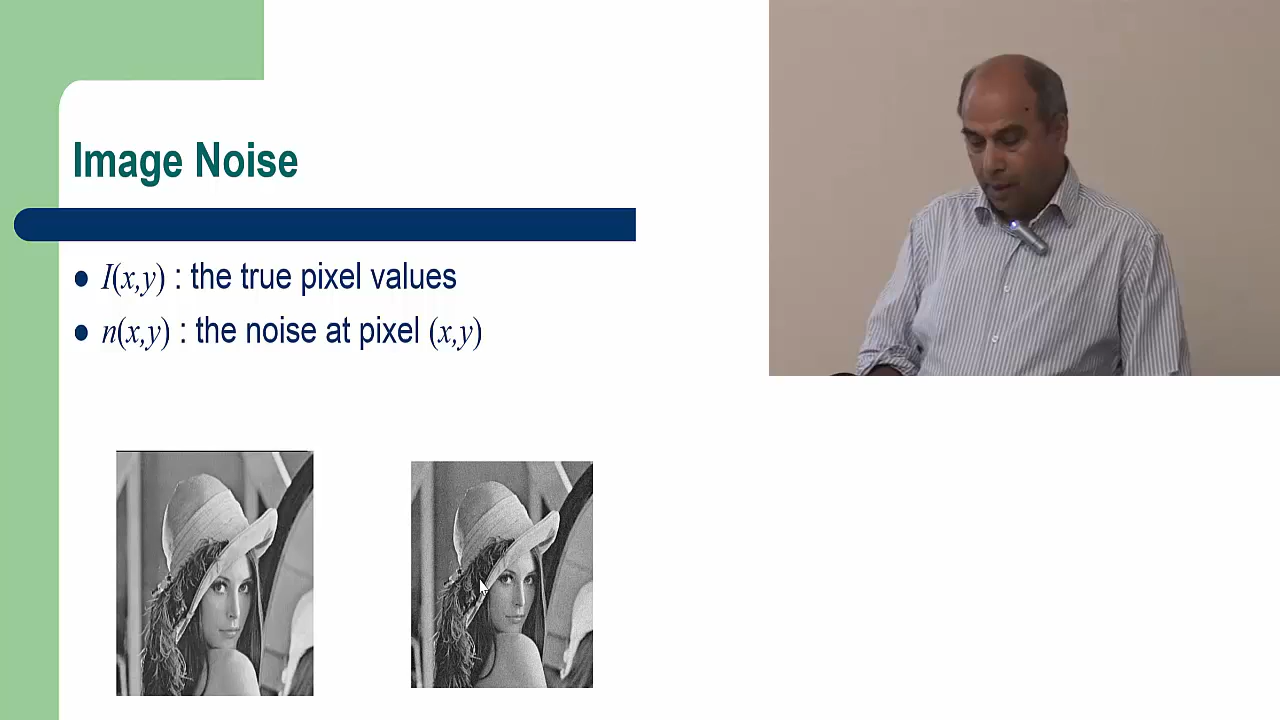 Image Noise
I(x,y) : the true pixel values
n(x,y) : the noise at pixel (x,y)